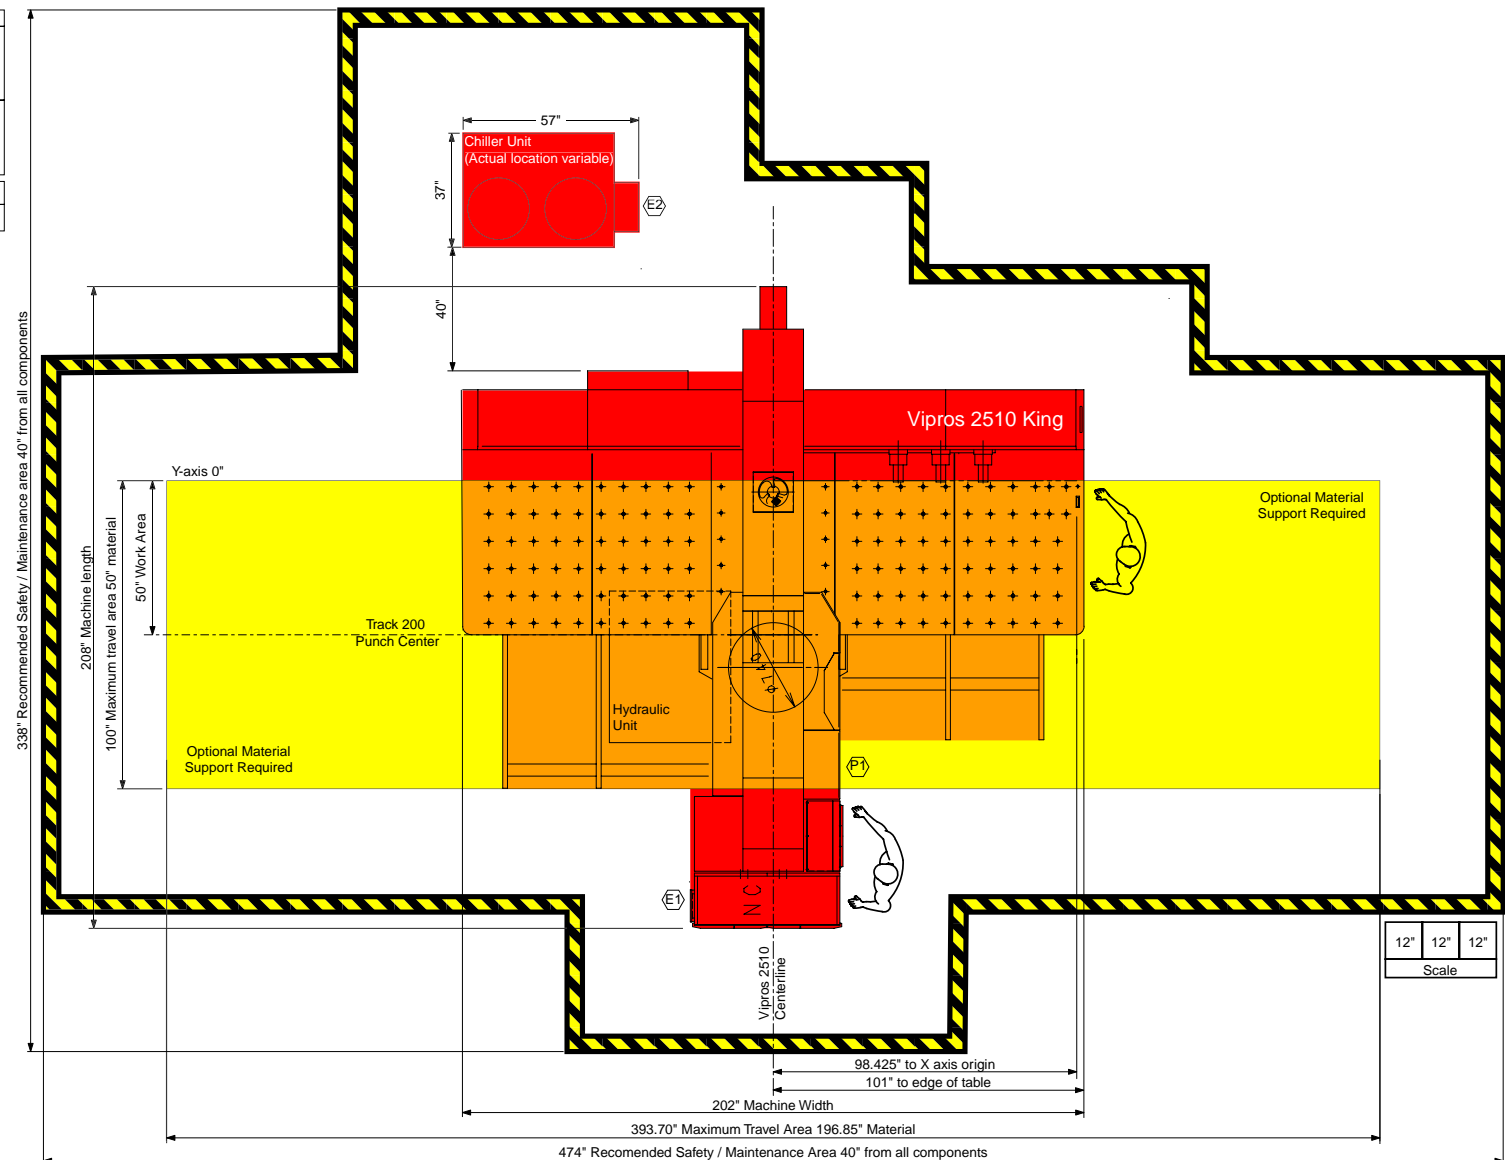 57"
Chiller Unit
(Actual location variable)
37"
E2
40"
338" Recommended Safety / Maintenance area 40" from all components
208" Machine length
100" Maximum travel area 50" material
50" Work Area
Y-axis 0"
Vipros 2510 King
Optional Material
Support Required
Track 200
Punch Center
ϕ 47.0
Hydraulic
Unit
Optional Material
Support Required
P1
E1
N C
12" 12" 12"
Scale
Vipros 2510
Centerline
98.425" to X axis origin
101" to edge of table
202" Machine Width
393.70" Maximum Travel Area 196.85" Material
474" Recomended Safety / Maintenance Area 40" from all components